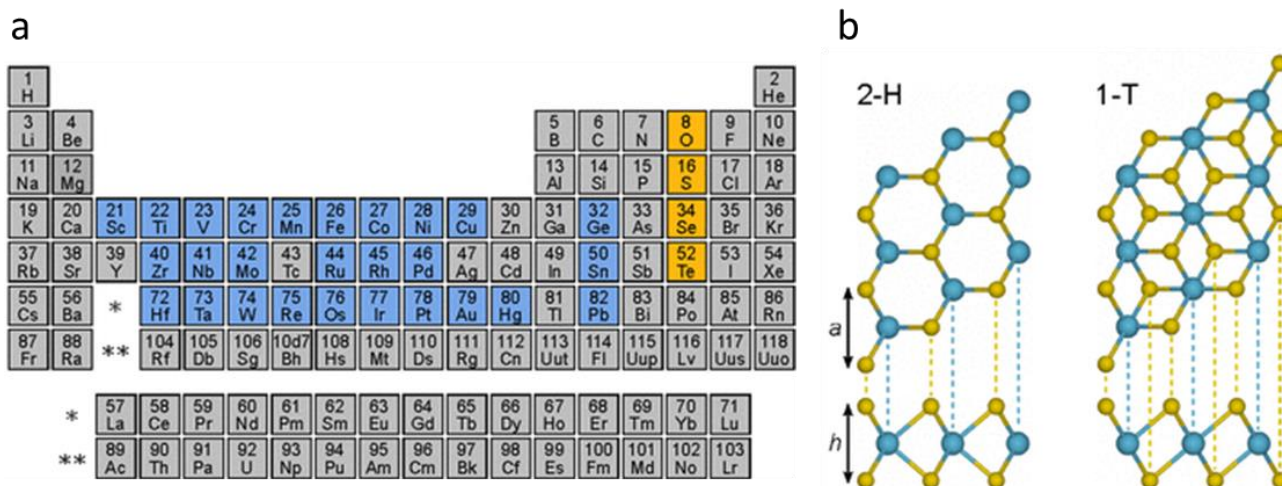 a
1 2
H He
3 4 5 6 7 8 9 10
Li Be B C N O F Ne
11 12 13 14 15 16 17 18
Na Mg Al Si P S Cl Ar
19 20 21 22 23 24 25 26 27 28 29 30 31 32 33 34 35 36
K Ca Sc Ti V Cr Mn Fe Co Ni Cu Zn Ga Ge As Se Br Kr
37 38 39 40 41 42 43 44 45 46 47 48 49 50 51 52 53 54
Rb Sr Y Zr Nb Mo Tc Ru Rh Pd Ag Cd In Sn Sb Te I Xe
55 56 * 72 73 74 75 76 77 78 79 80 81 82 83 84 85 86
Cs Ba Hf Ta W Re Os Ir Pt Au Hg Tl Pb Bi Po At Rn
87 88 ** 104 105 106 10d7 108 109 110 111 112 113 114 115 116 117 118
Fr Ra Rf Db Sg Bh Hs Mt Ds Rg Cn Uut Fl Uup Lv Uus Uuo
* 57 58 59 60 61 62 63 64 65 66 67 68 69 70 71
La Ce Pr Nd Pm Sm Eu Gd Tb Dy Ho Er Tm Yb Lu
** 89 90 91 92 93 94 95 96 97 98 99 100 101 102 103
Ac Th Pa U Np Pu Am Cm Bk Cf Es Fm Md No Lr
b
2-H 1-T
a
h